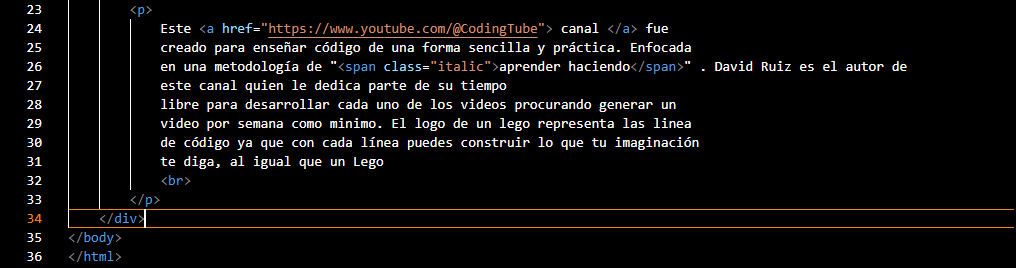 23 <p>
24 Este <a href="https://www.youtube.com/@CodingTube"> canal </a> fue
25 creado para enseñar código de una forma sencilla y práctica. Enfocada
26 en una metodología de "<span class="italic">aprender haciendo</span>" . David Ruiz es el autor de
27 este canal quien le dedica parte de su tiempo
28 libre para desarrollar cada uno de los videos procurando generar un
29 video por semana como minimo. El logo de un lego representa las linea
30 de código ya que con cada línea puedes construir lo que tu imaginación
31 te diga, al igual que un Lego
32 <br>
33 </p>
34 </div>
35 </body>
36 </html>